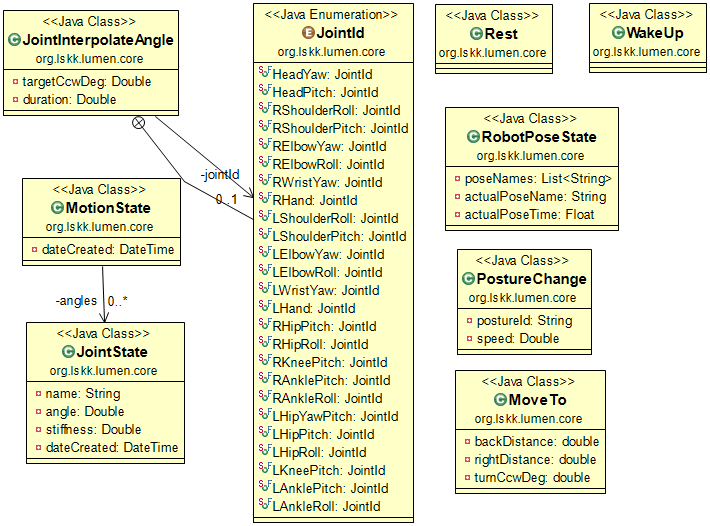 <<Java Class>>
JointInterpolateAngle
org.lskk.lumen.core
targetCcwDeg: Double
duration: Double
-jointId
0..1
<<Java Class>>
MotionState
org.lskk.lumen.core
dateCreated: DateTime
-angles
0..*
<<Java Class>>
JointState
org.lskk.lumen.core
name: String
angle: Double
stiffness: Double
dateCreated: DateTime
<<Java Enumeration>>
JointId
org.lskk.lumen.core
HeadYaw: JointId
HeadPitch: JointId
RShoulderRoll: JointId
RShoulderPitch: JointId
RElbowYaw: JointId
RElbowRoll: JointId
RWristYaw: JointId
RHand: JointId
LShoulderRoll: JointId
LShoulderPitch: JointId
LElbowYaw: JointId
LElbowRoll: JointId
LWristYaw: JointId
LHand: JointId
RHipPitch: JointId
RHipRoll: JointId
RKneePitch: JointId
RAnklePitch: JointId
RAnkleRoll: JointId
LHipYawPitch: JointId
LHipPitch: JointId
LHipRoll: JointId
LKneePitch: JointId
LAnklePitch: JointId
LAnkleRoll: JointId
<<Java Class>>
Rest
org.lskk.lumen.core
<<Java Class>>
WakeUp
org.lskk.lumen.core
<<Java Class>>
RobotPoseState
org.lskk.lumen.core
poseNames: List<String>
actualPoseName: String
actualPoseTime: Float
<<Java Class>>
PostureChange
org.lskk.lumen.core
postureId: String
speed: Double
<<Java Class>>
MoveTo
org.lskk.lumen.core
backDistance: double
rightDistance: double
turnCcwDeg: double